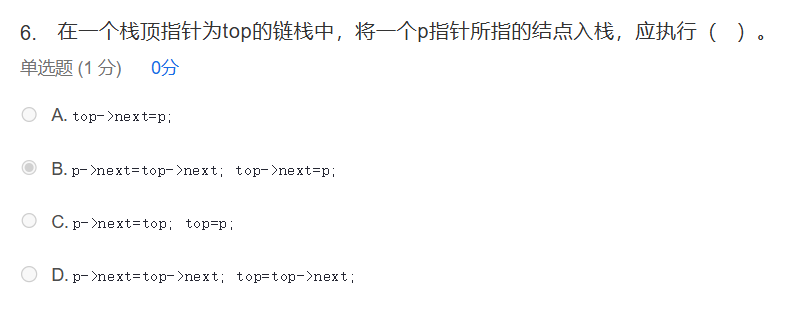 6. 在一个栈顶指针为top的链栈中，将一个p指针所指的结点入栈，应执行（ ）。
单选题 (1 分) 0分
A. top->next=p;
B. p->next=top->next; top->next=p;
C. p->next=top; top=p;
D. p->next=top->next; top=top->next;